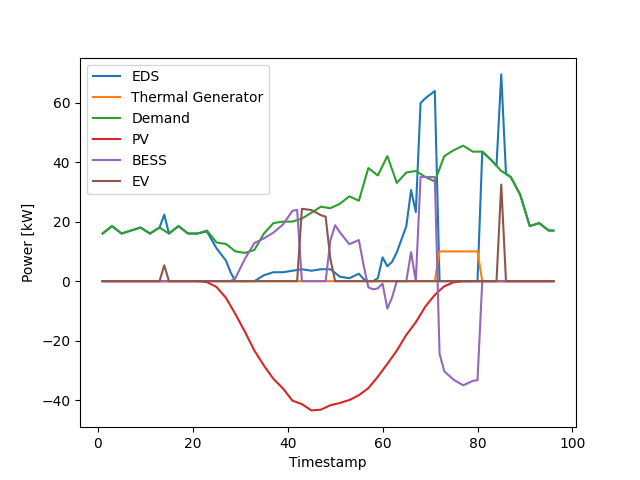 EDS
Thermal Generator
Demand
PV
BESS
EV
Power [kW]
60
40
20
0
−20
−40
0 20 40 60 80 100
Timestamp